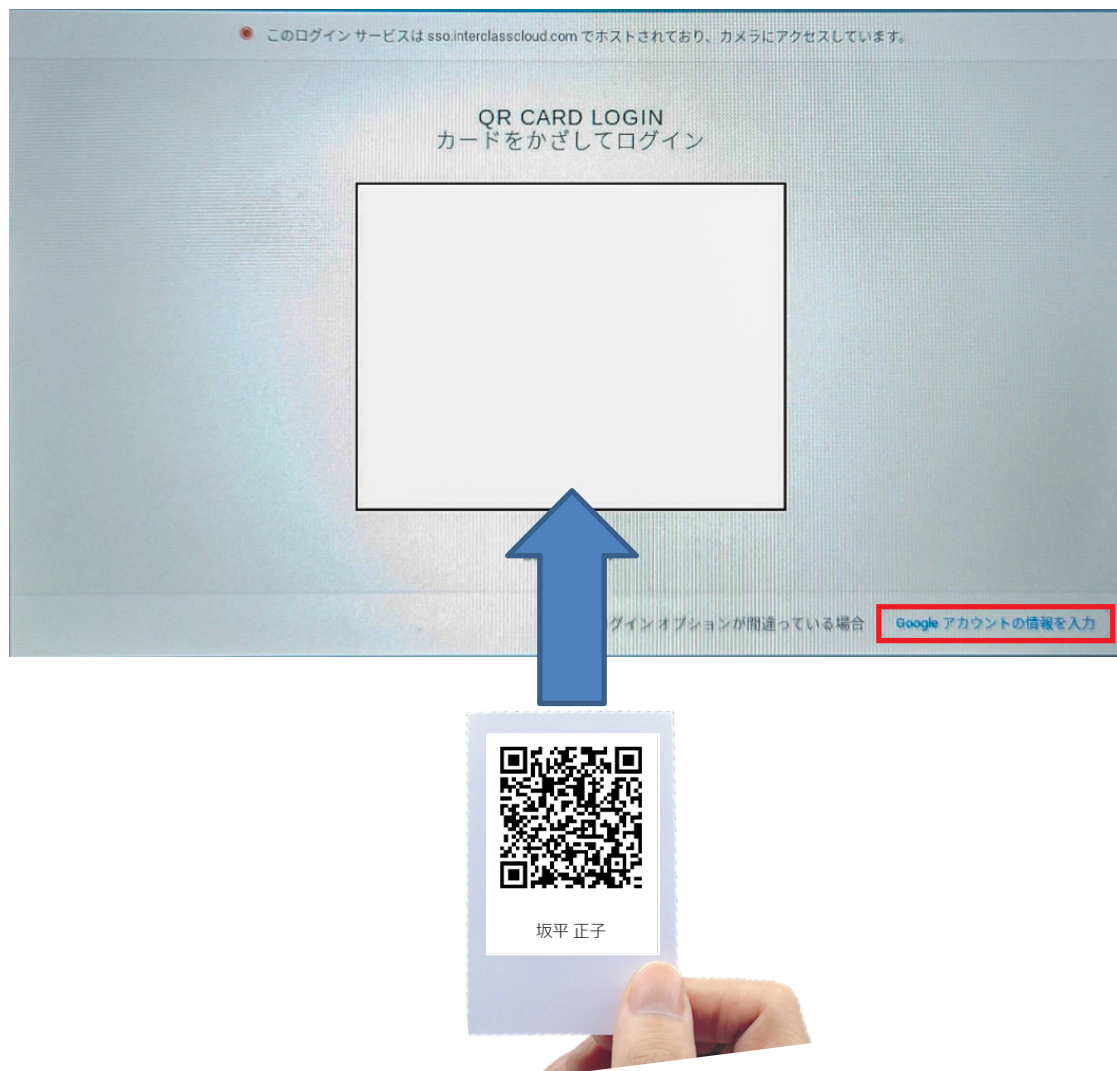 このログイン サービスは sso.interclasscloud.com でホストされており、カメラにアクセスしています。
QR CARD LOGIN
カードをかざしてログイン
グイン オプションが間違っている場合 Google アカウントの情報を入力
坂平 正子